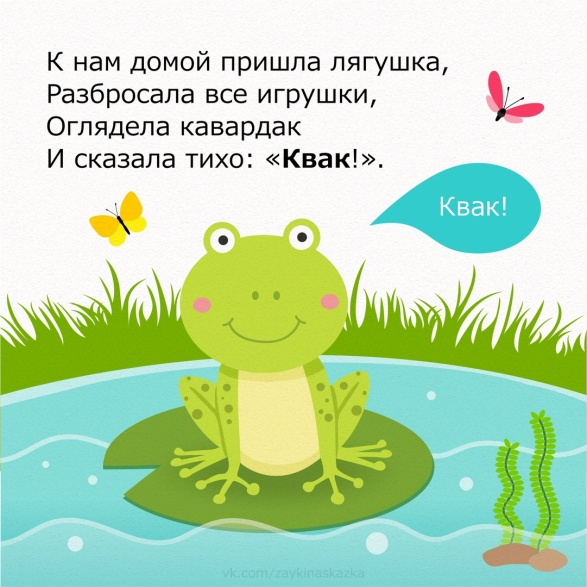 К нам домой пришла лягушка,
Разбросала все игрушки,
Оглядела кавардак
И сказала тихо: «Квак!».
Квак!
vk.com/zaykinaskazka